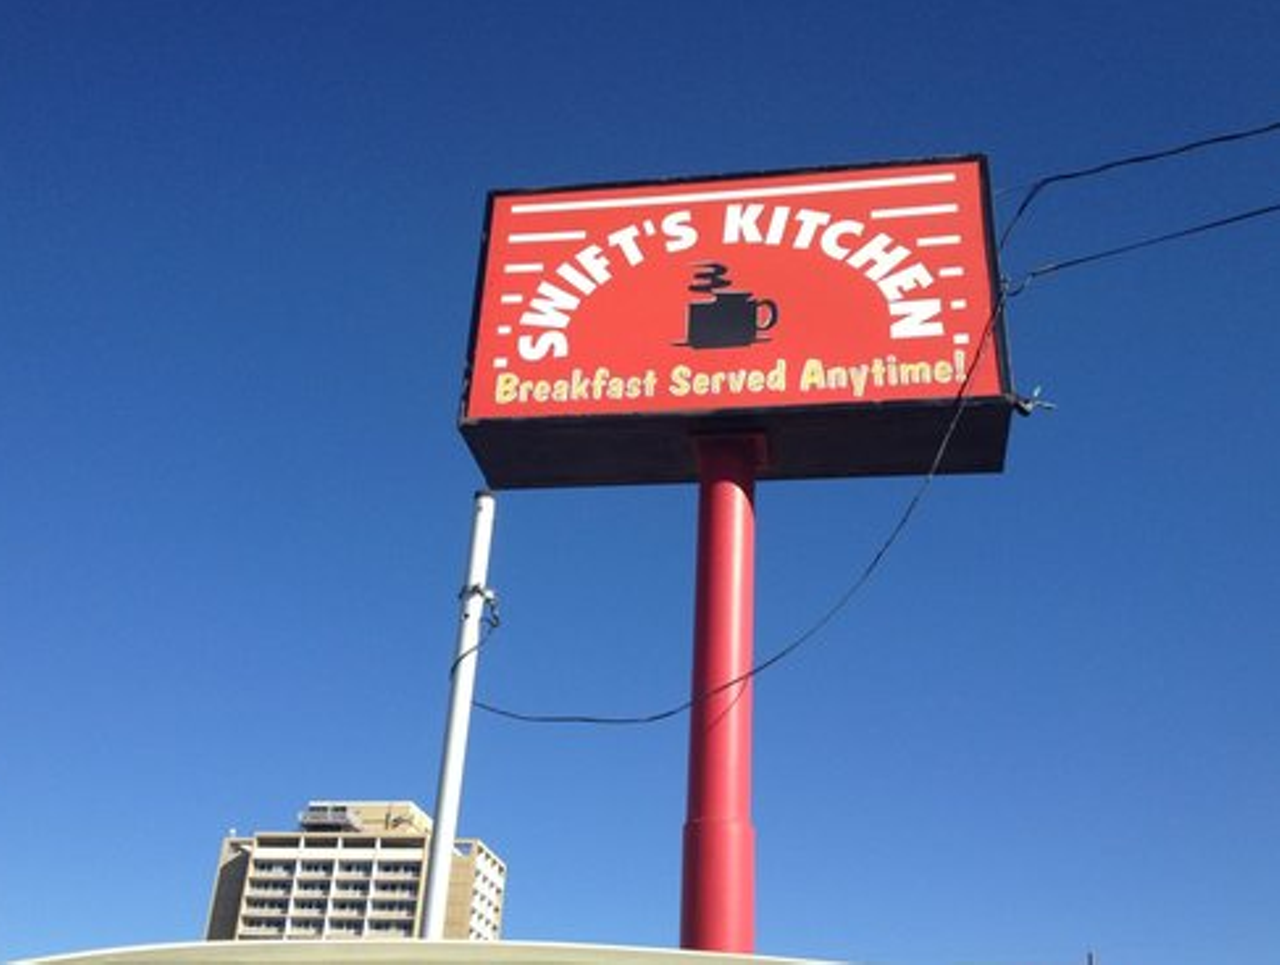 SWIFT'S KITCHEN
Breakfast Served Anytime!